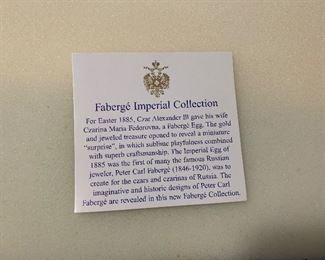 Fabergé Imperial Collection
For Easter 1885, Czar Alexander III gave his wife
Czarina Maria Fedorovna, a Fabergé Egg. The gold
and jeweled treasure opened to reveal a miniature
"surprise", in which sublime playfulness combined
with superb craftsmanship. The Imperial Egg of
1885 was the first of many the famous Russian
jeweler, Peter Carl Fabergé (1846-1920), was to
create for the czars and czarinas of Russia. The
imaginative and historic designs of Peter Carl
Fabergé are revealed in this new Fabergé Collection.